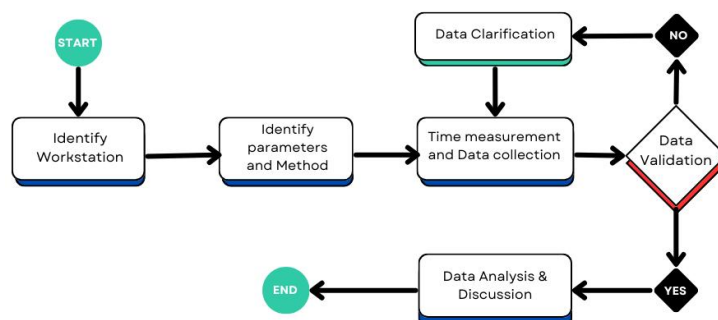 START
Data Clarification
NO
Identify
Workstation
Identify
parameters
and Method
Time measurement
and Data collection
Data
Validation
END
Data Analysis &
Discussion
YES